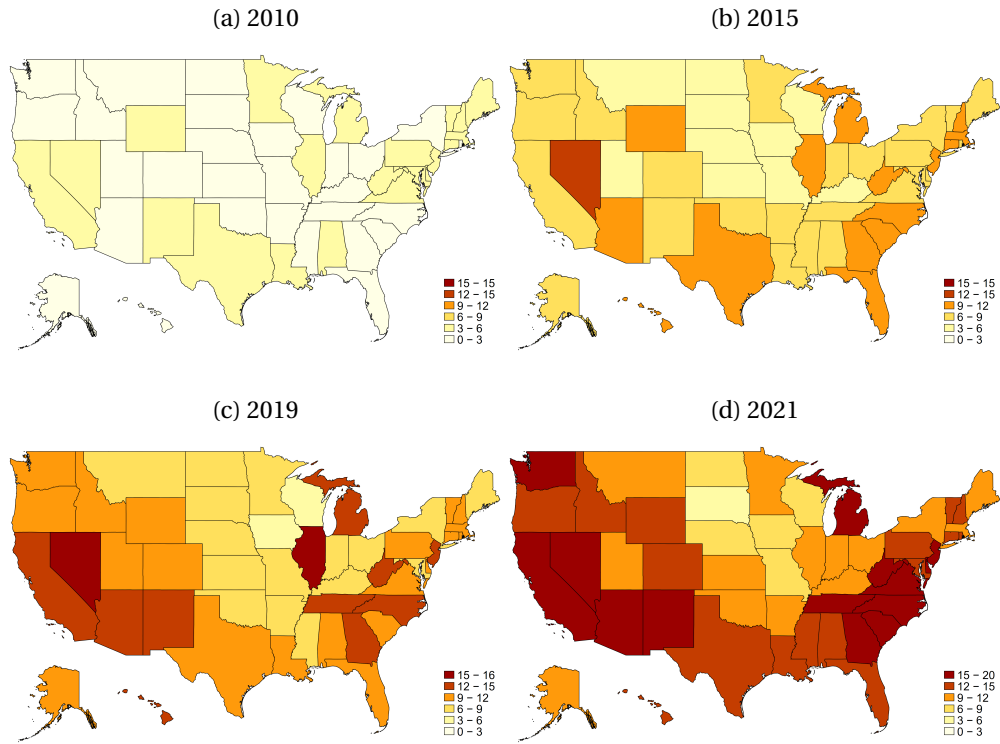 (a) 2010
15 – 15
12 – 15
9 – 12
6 – 9
3 – 6
0 – 3
(b) 2015
15 – 15
12 – 15
9 – 12
6 – 9
3 – 6
0 – 3
(c) 2019
15 – 16
12 – 15
9 – 12
6 – 9
3 – 6
0 – 3
(d) 2021
15 – 20
12 – 15
9 – 12
6 – 9
3 – 6
0 – 3